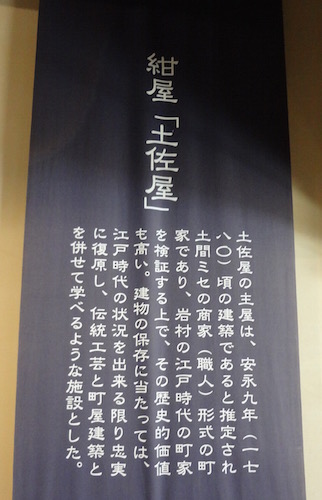 紺屋「土佐屋」
土佐屋の主屋は、安永九年（一七
八〇）頃の建築であると推定され
土間ミセの商家（職人）形式の町
家であり、岩村の江戸時代の町家
を検証する上で、その歴史的価値
も高い。建物の保存に当たっては、
江戸時代の状況を出来る限り忠実
に復原し、伝統工芸と町屋建築と
を併せて学べるような施設とした。